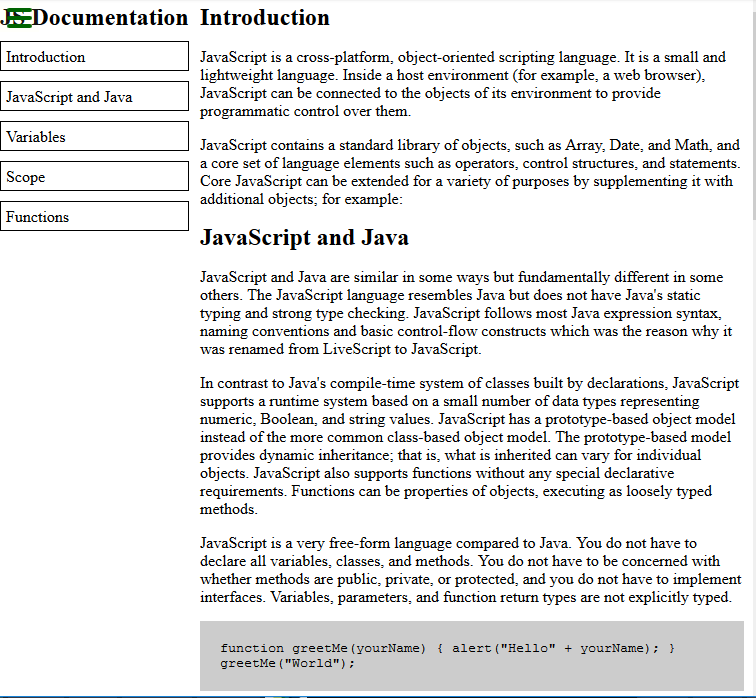 JS Documentation
Introduction
JavaScript and Java
Variables
Scope
Functions
Introduction
JavaScript is a cross-platform, object-oriented scripting language. It is a small and
lightweight language. Inside a host environment (for example, a web browser),
JavaScript can be connected to the objects of its environment to provide
programmatic control over them.
JavaScript contains a standard library of objects, such as Array, Date, and Math, and
a core set of language elements such as operators, control structures, and statements.
Core JavaScript can be extended for a variety of purposes by supplementing it with
additional objects; for example:
JavaScript and Java
JavaScript and Java are similar in some ways but fundamentally different in some
others. The JavaScript language resembles Java but does not have Java's static
typing and strong type checking. JavaScript follows most Java expression syntax,
naming conventions and basic control-flow constructs which was the reason why it
was renamed from LiveScript to JavaScript.
In contrast to Java's compile-time system of classes built by declarations, JavaScript
supports a runtime system based on a small number of data types representing
numeric, Boolean, and string values. JavaScript has a prototype-based object model
instead of the more common class-based object model. The prototype-based model
provides dynamic inheritance; that is, what is inherited can vary for individual
objects. JavaScript also supports functions without any special declarative
requirements. Functions can be properties of objects, executing as loosely typed
methods.
JavaScript is a very free-form language compared to Java. You do not have to
declare all variables, classes, and methods. You do not have to be concerned with
whether methods are public, private, or protected, and you do not have to implement
interfaces. Variables, parameters, and function return types are not explicitly typed.
function greetMe(yourName) { alert("Hello" + yourName); }
greetMe("World");